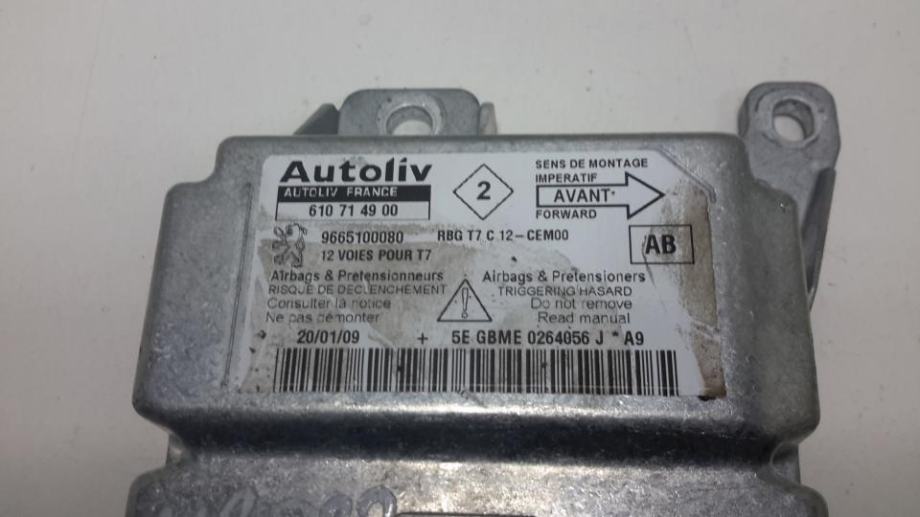 Autoliv
AUTOLIV FRANCE
610 71 49 00
2
SENS DE MONTAGE
IMPERATIF
AVANT*
FORWARD
9665100080 RBG T7 C 12-CEM00
12 VOIES POUR T7
AB
Airbags & Pretensionneurs
RISQUE DE DECLENCHEMENT
Consulter la notice
Ne pas démonter
!
Airbags & Pretensioners
TRIGGERING HASARD
Do not remove
Read manual
20/01/09 + 5E GBME 0264056 J * A9